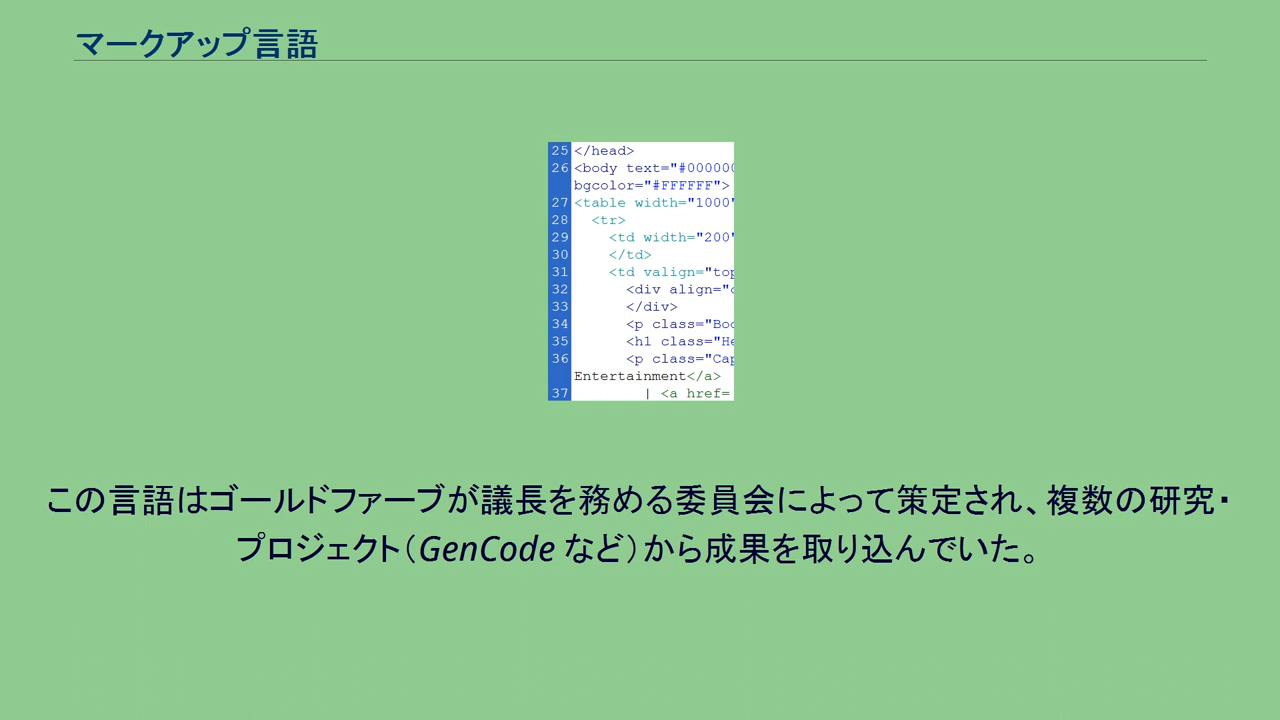 マークアップ言語
25 </head>
26 <body text="#000000"
bgcolor="#FFFFFF">
27 <table width="1000"
28 <tr>
29 <td width="200"
30 </td>
31 <td valign="top
32 <div align="c
33 </div>
34 <p class="Bod
35 <h1 class="He
36 <p class="Cap
Entertainment</a>
37 | <a href=
この言語はゴールドファーブが議長を務める委員会によって策定され、複数の研究・
プロジェクト（GenCode など）から成果を取り込んでいた。